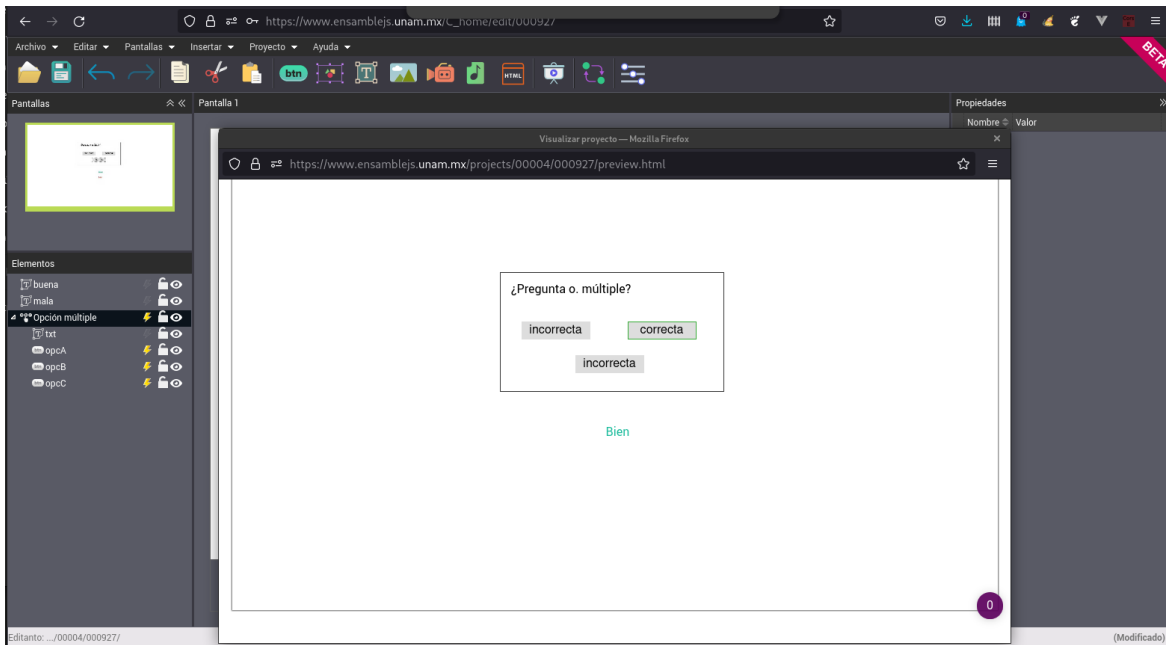 https://www.ensamblejs.unam.mx/C_home/edit/000927
Archivo Editar Pantallas Insertar Proyecto Ayuda
BETA
btn T HTML
Pantallas
Pantalla 1
Propiedades
Nombre Valor
Visualizar proyecto — Mozilla Firefox
https://www.ensamblejs.unam.mx/projects/00004/000927/preview.html
Elementos
buena
mala
Opción múltiple
txt
opcA
opcB
opcC
¿Pregunta o. múltiple?
incorrecta correcta
incorrecta
Bien
0
Editanto: .../00004/000927/
(Modificado)